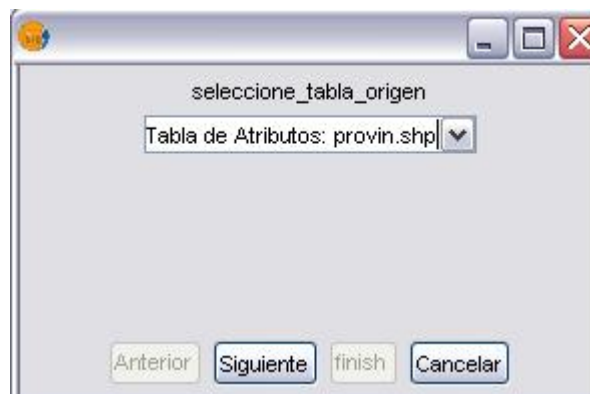 seleccione_tabla_origen
Tabla de Atributos: provin.shp
Anterior Siguiente finish Cancelar